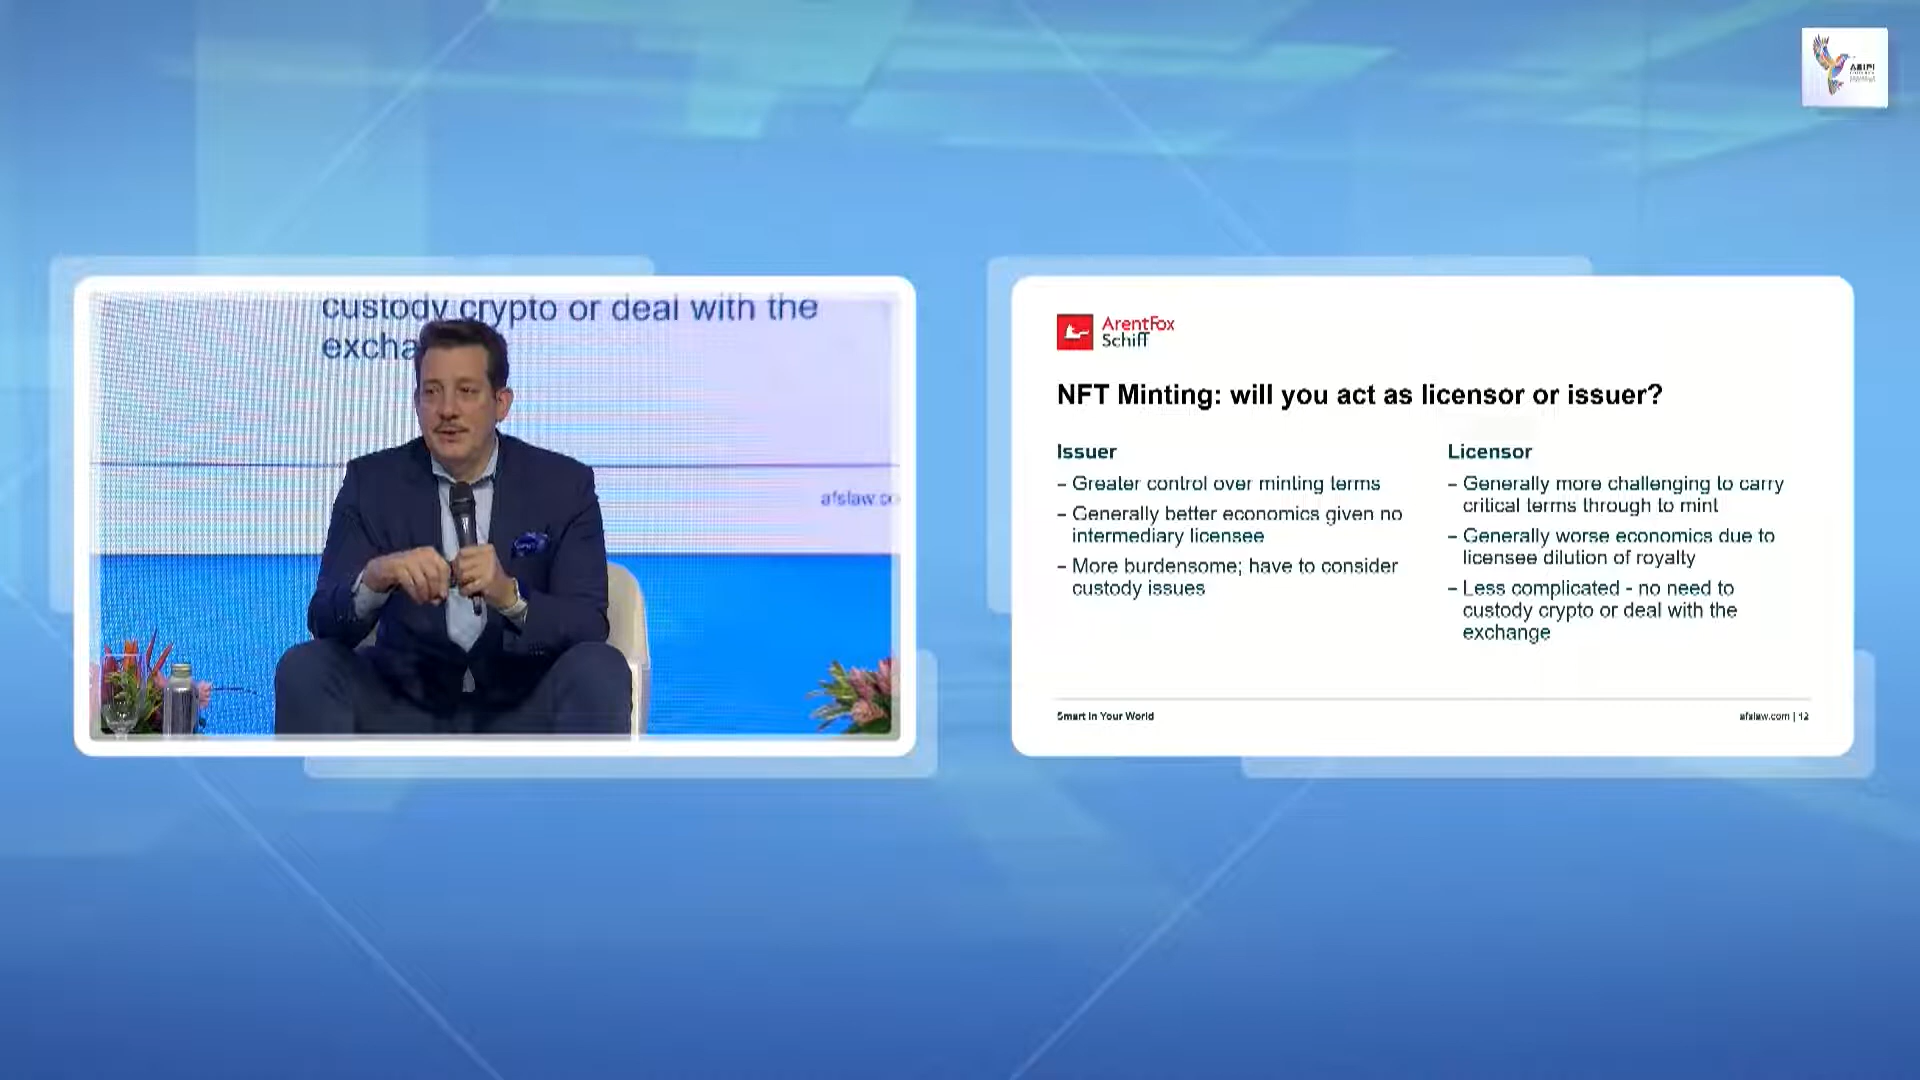 ASIPI
custody crypto or deal with the
excha
afslaw.co
ArentFox
Schiff
NFT Minting: will you act as licensor or issuer?
Issuer
– Greater control over minting terms
– Generally better economics given no
intermediary licensee
– More burdensome; have to consider
custody issues
Licensor
– Generally more challenging to carry
critical terms through to mint
– Generally worse economics due to
licensee dilution of royalty
– Less complicated - no need to
custody crypto or deal with the
exchange
Smart In Your World
afslaw.com | 12